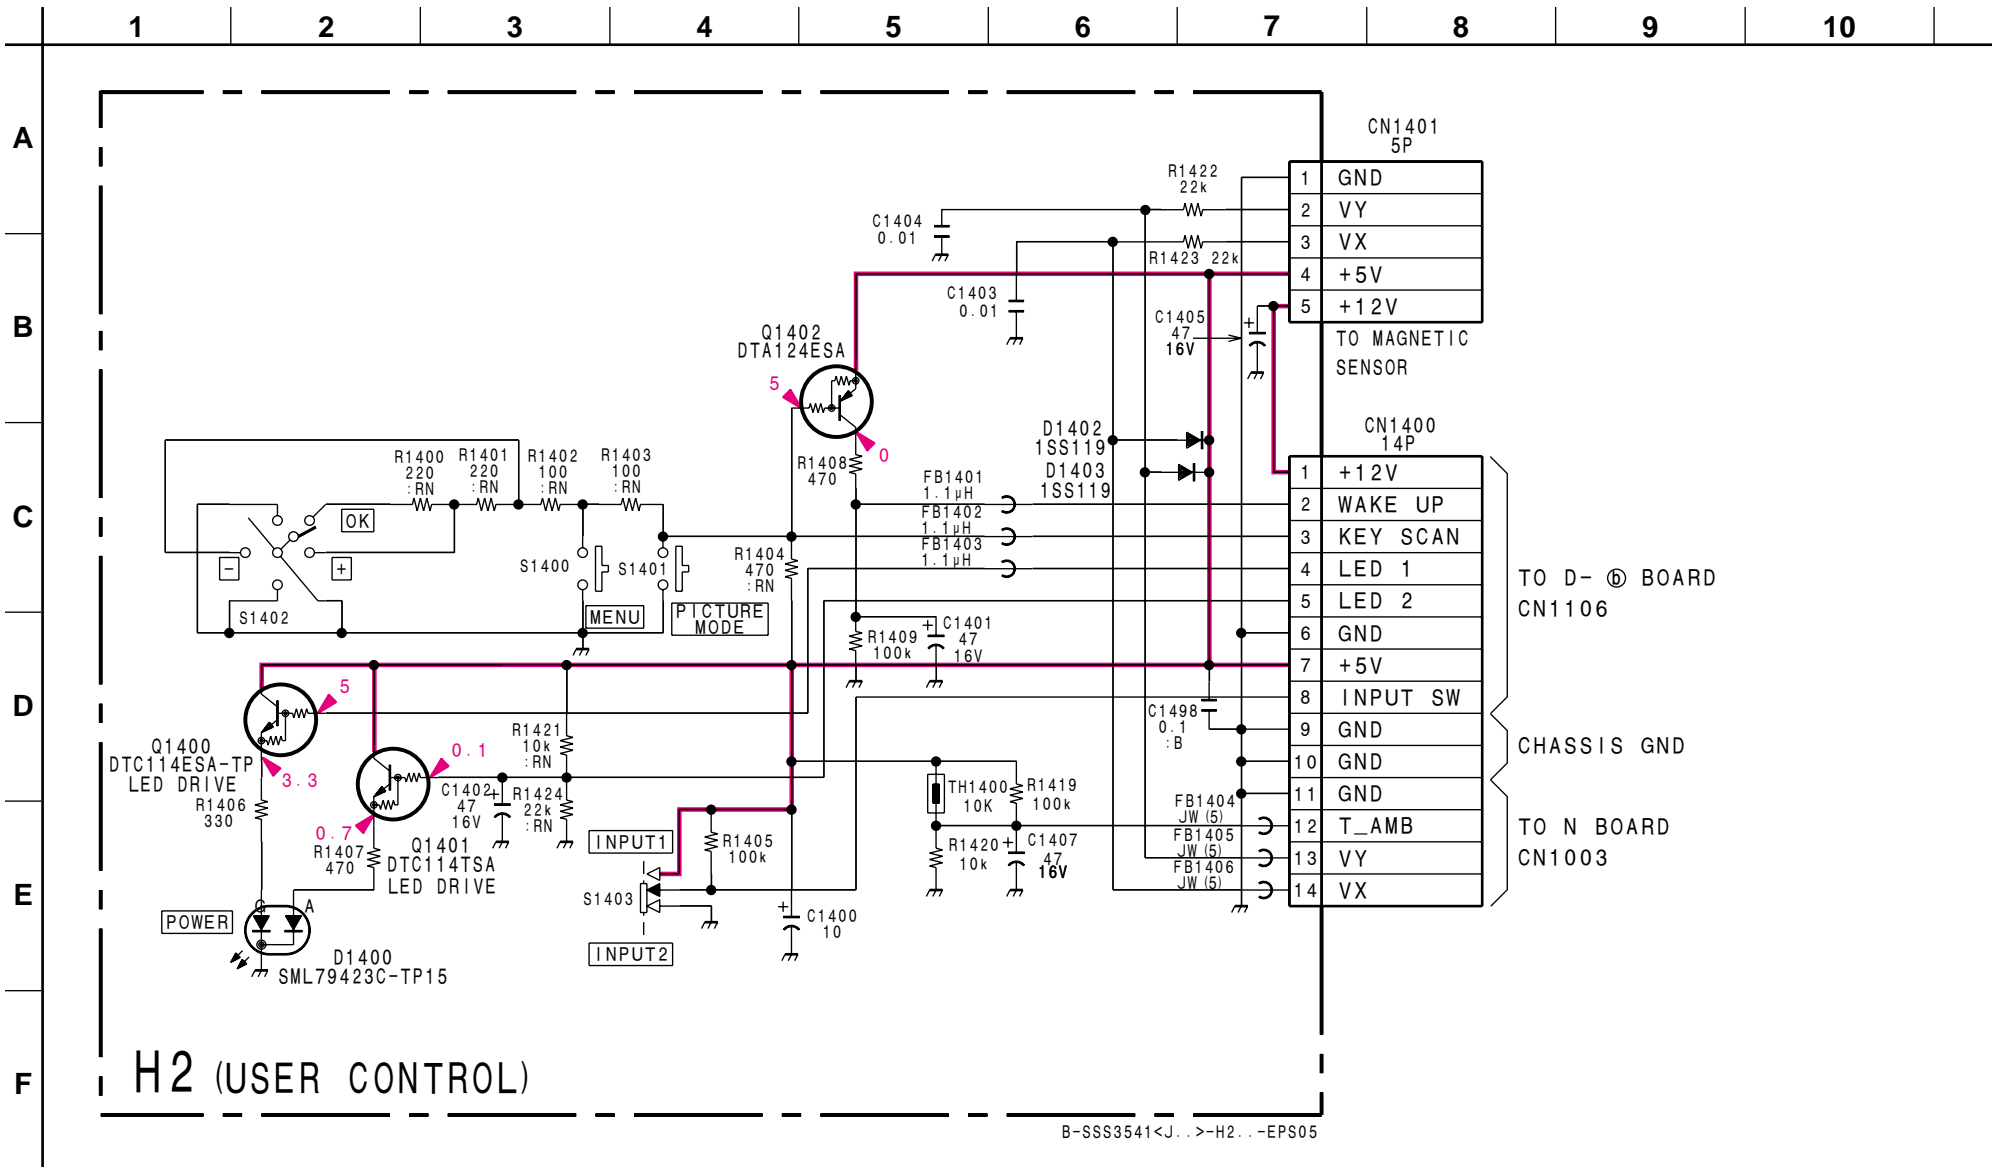 1 2 3 4 5 6 7 8 9 10
A
B
C
D
E
F
CN1401
5P
1 GND
2 VY
3 VX
4 +5V
5 +12V
TO MAGNETIC
SENSOR
R1422
22k
R1423 22k
C1404
0.01
C1403
0.01
C1405
47
16V
Q1402
DTA124ESA
5
0
R1408
470
D1402
1SS119
D1403
1SS119
CN1400
14P
1 +12V
2 WAKE UP
3 KEY SCAN
4 LED 1
5 LED 2
6 GND
7 +5V
8 INPUT SW
9 GND
10 GND
11 GND
12 T_AMB
13 VY
14 VX
TO D- ⓑ BOARD
CN1106
CHASSIS GND
TO N BOARD
CN1003
R1400
220
:RN
R1401
220
:RN
R1402
100
:RN
R1403
100
:RN
OK
-
+
S1402
S1400
S1401
MENU
PICTURE
MODE
R1404
470
:RN
FB1401
1.1µH
FB1402
1.1µH
FB1403
1.1µH
R1409
100k
C1401
47
16V
C1498
0.1
:B
5
Q1400
DTC114ESA-TP
LED DRIVE
3.3
R1406
330
0.1
0.7
R1407
470
Q1401
DTC114TSA
LED DRIVE
C1402
47
16V
R1421
10k
:RN
R1424
22k
:RN
INPUT1
S1403
INPUT2
R1405
100k
C1400
10
TH1400
10K
R1419
100k
R1420
10k
C1407
47
16V
FB1404
JW(5)
FB1405
JW(5)
FB1406
JW(5)
POWER
G A
D1400
SML79423C-TP15
H2 (USER CONTROL)
B-SSS3541<J..>-H2..-EPS05